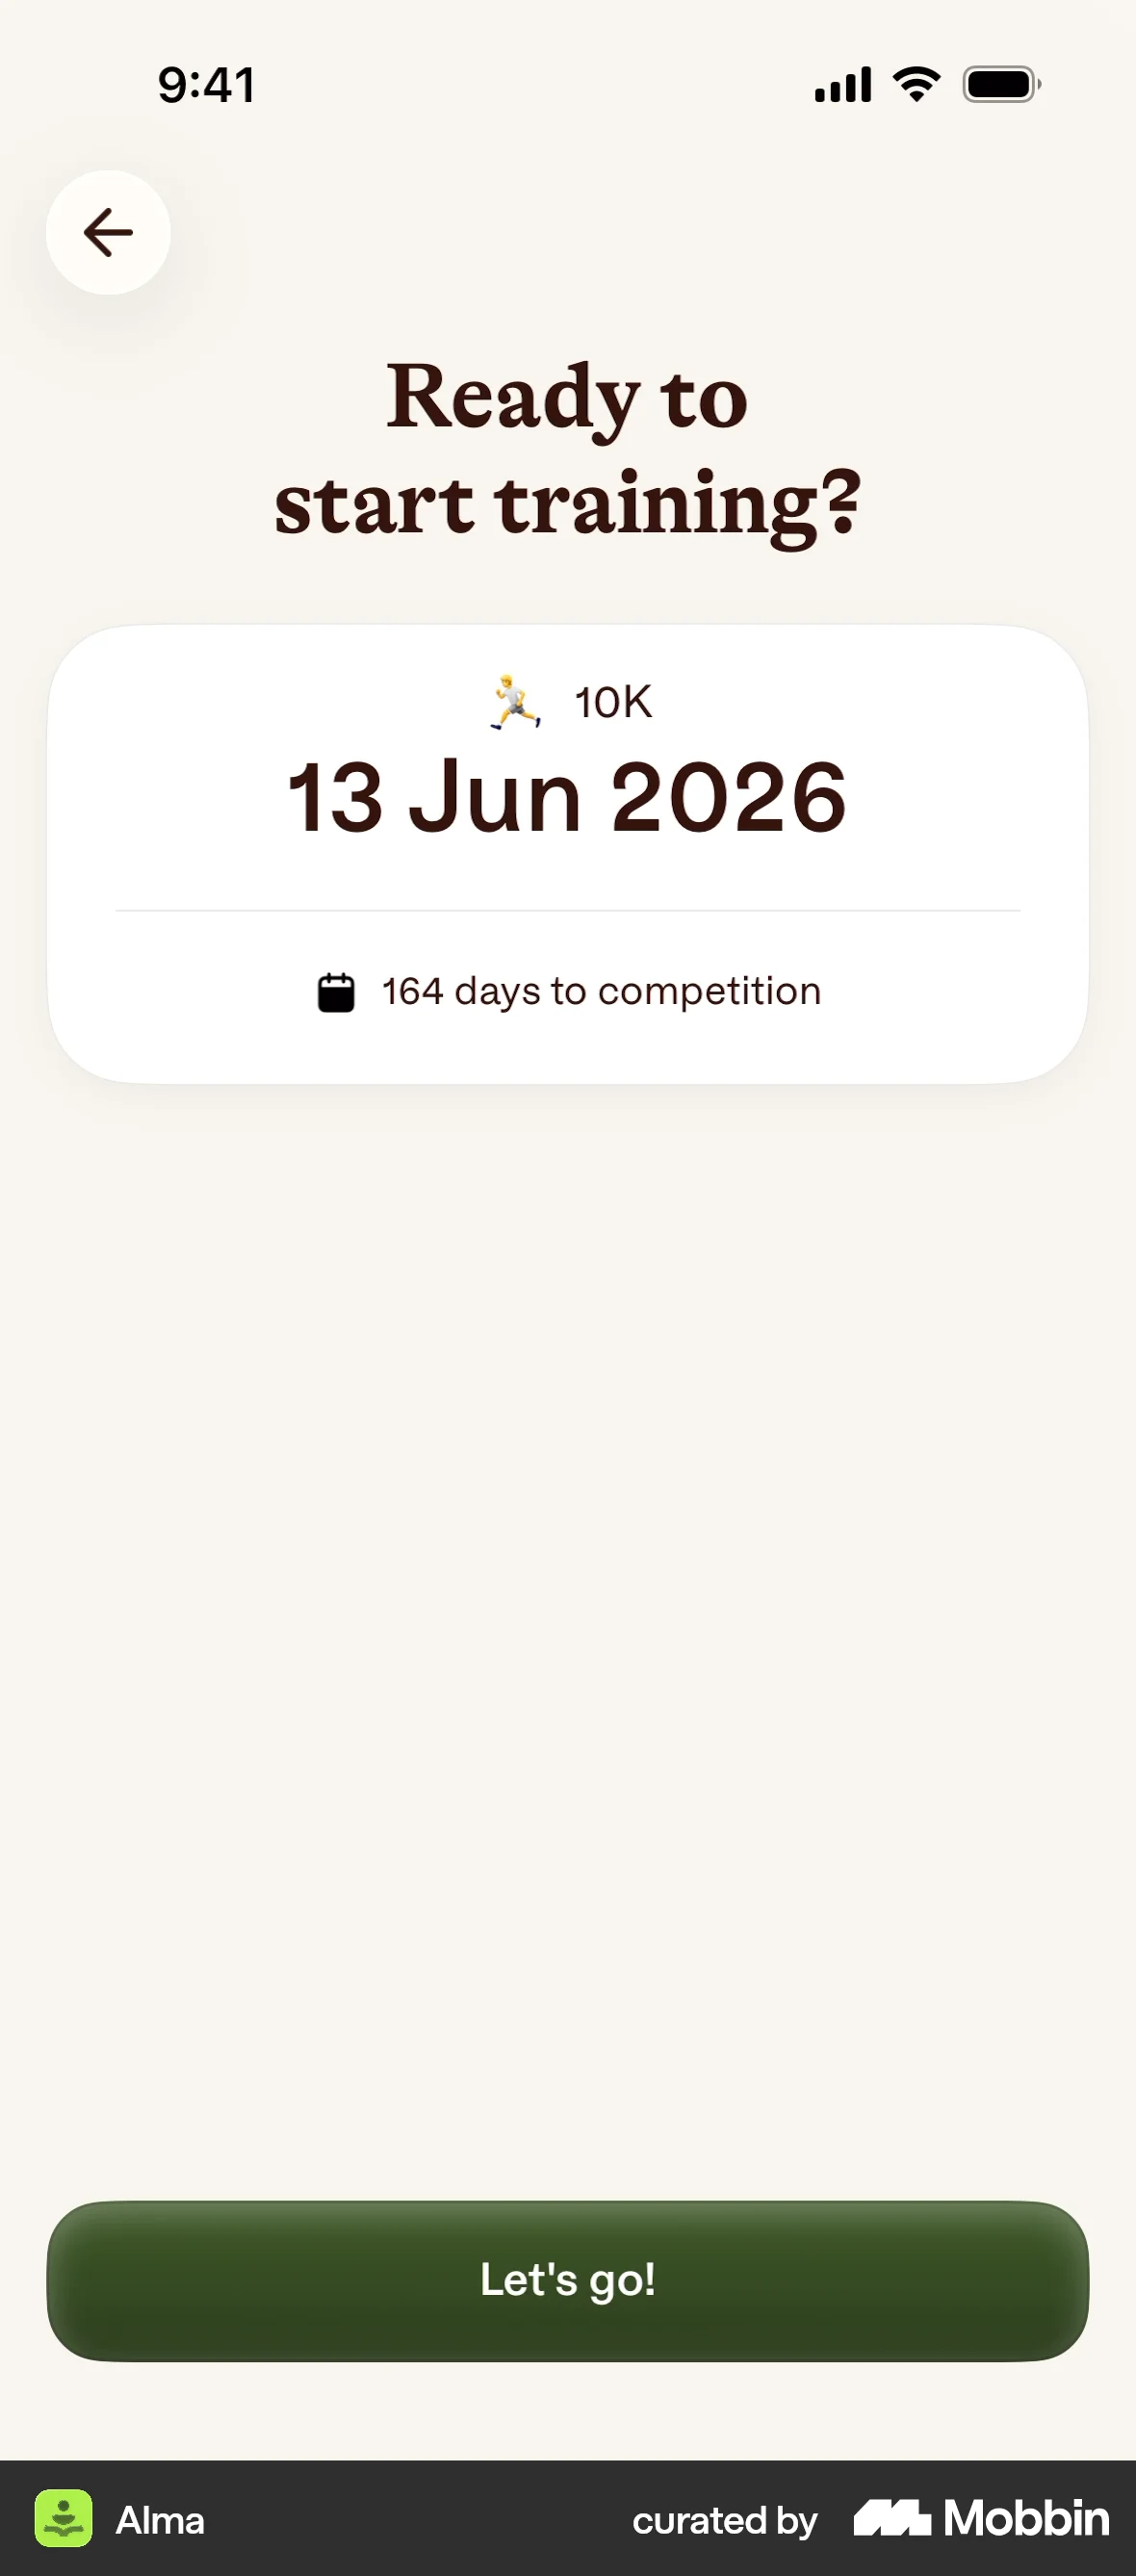 9:41
Ready to
start training?
10K
13 Jun 2026
164 days to competition
Let's go!
Alma
curated by Mobbin